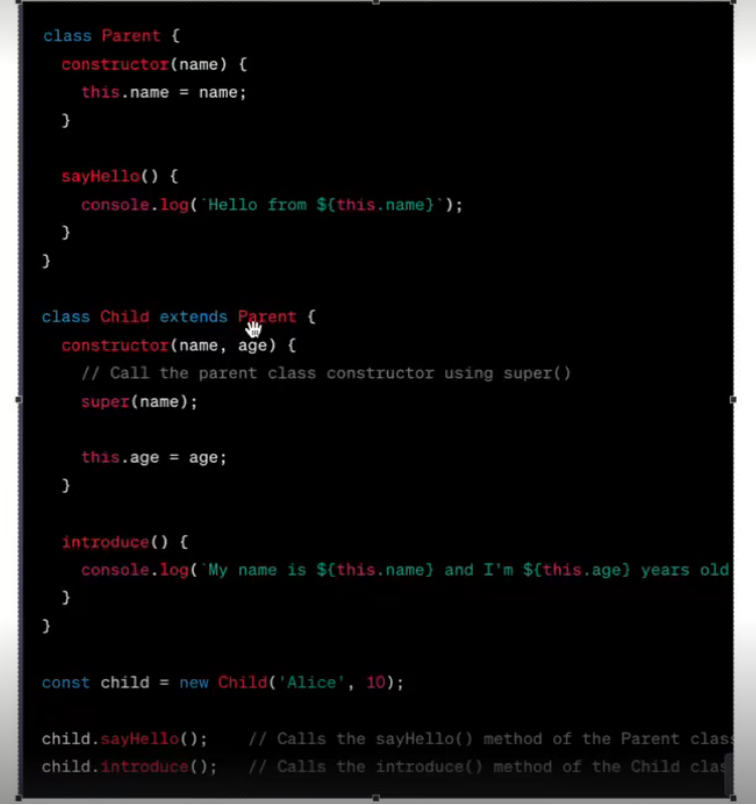 class Parent {
  constructor(name) {
    this.name = name;
  }

  sayHello() {
    console.log(`Hello from ${this.name}`);
  }
}

class Child extends Parent {
  constructor(name, age) {
    // Call the parent class constructor using super()
    super(name);

    this.age = age;
  }

  introduce() {
    console.log(`My name is ${this.name} and I'm ${this.age} years old
  }
}

const child = new Child('Alice', 10);

child.sayHello();    // Calls the sayHello() method of the Parent clas
child.introduce();   // Calls the introduce() method of the Child clas